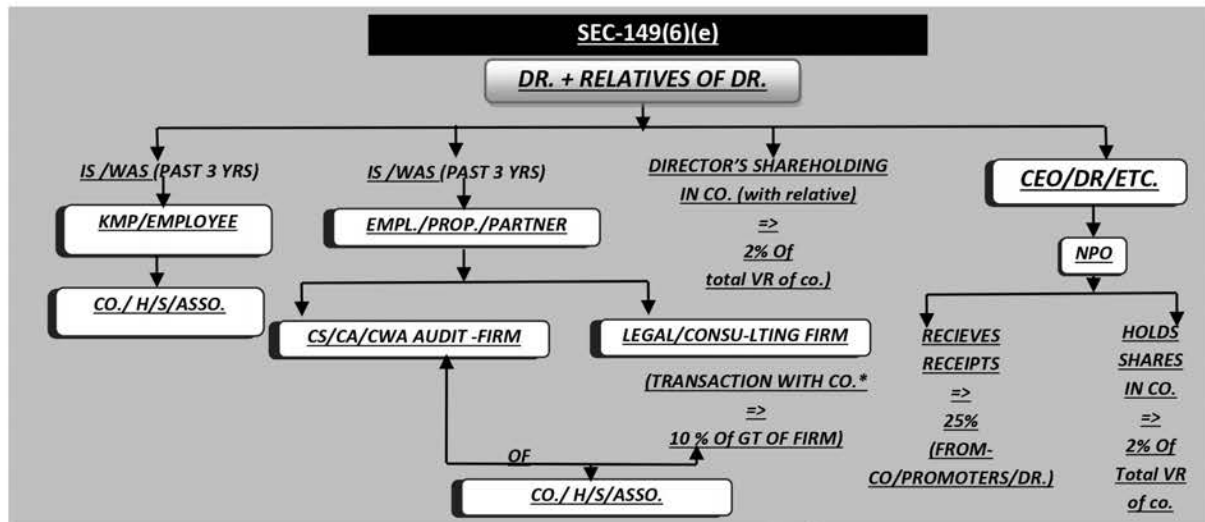 SEC-149(6)(e)
DR. + RELATIVES OF DR.
IS /WAS (PAST 3 YRS)
KMP/EMPLOYEE
CO./ H/S/ASSO.
IS /WAS (PAST 3 YRS)
EMPL./PROP./PARTNER
CS/CA/CWA AUDIT -FIRM
LEGAL/CONSU-LTING FIRM
(TRANSACTION WITH CO.*
=>
10 % Of GT OF FIRM)
OF
CO./ H/S/ASSO.
DIRECTOR'S SHAREHOLDING
IN CO. (with relative)
=>
2% Of
total VR of co.)
CEO/DR/ETC.
NPO
RECIEVES
RECEIPTS
=>
25%
(FROM-
CO/PROMOTERS/DR.)
HOLDS
SHARES
IN CO.
=>
2% Of
Total VR
of co.